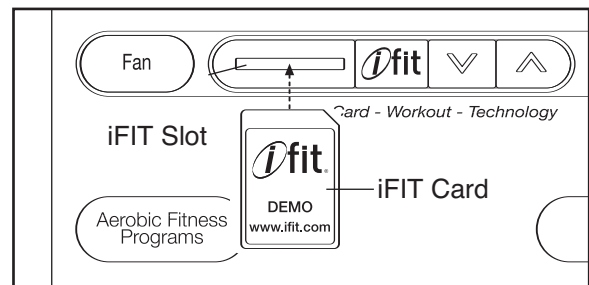 Fan
ifit
Card - Workout - Technology
iFIT Slot
ifit®
iFIT Card
DEMO
www.ifit.com
Aerobic Fitness
Programs